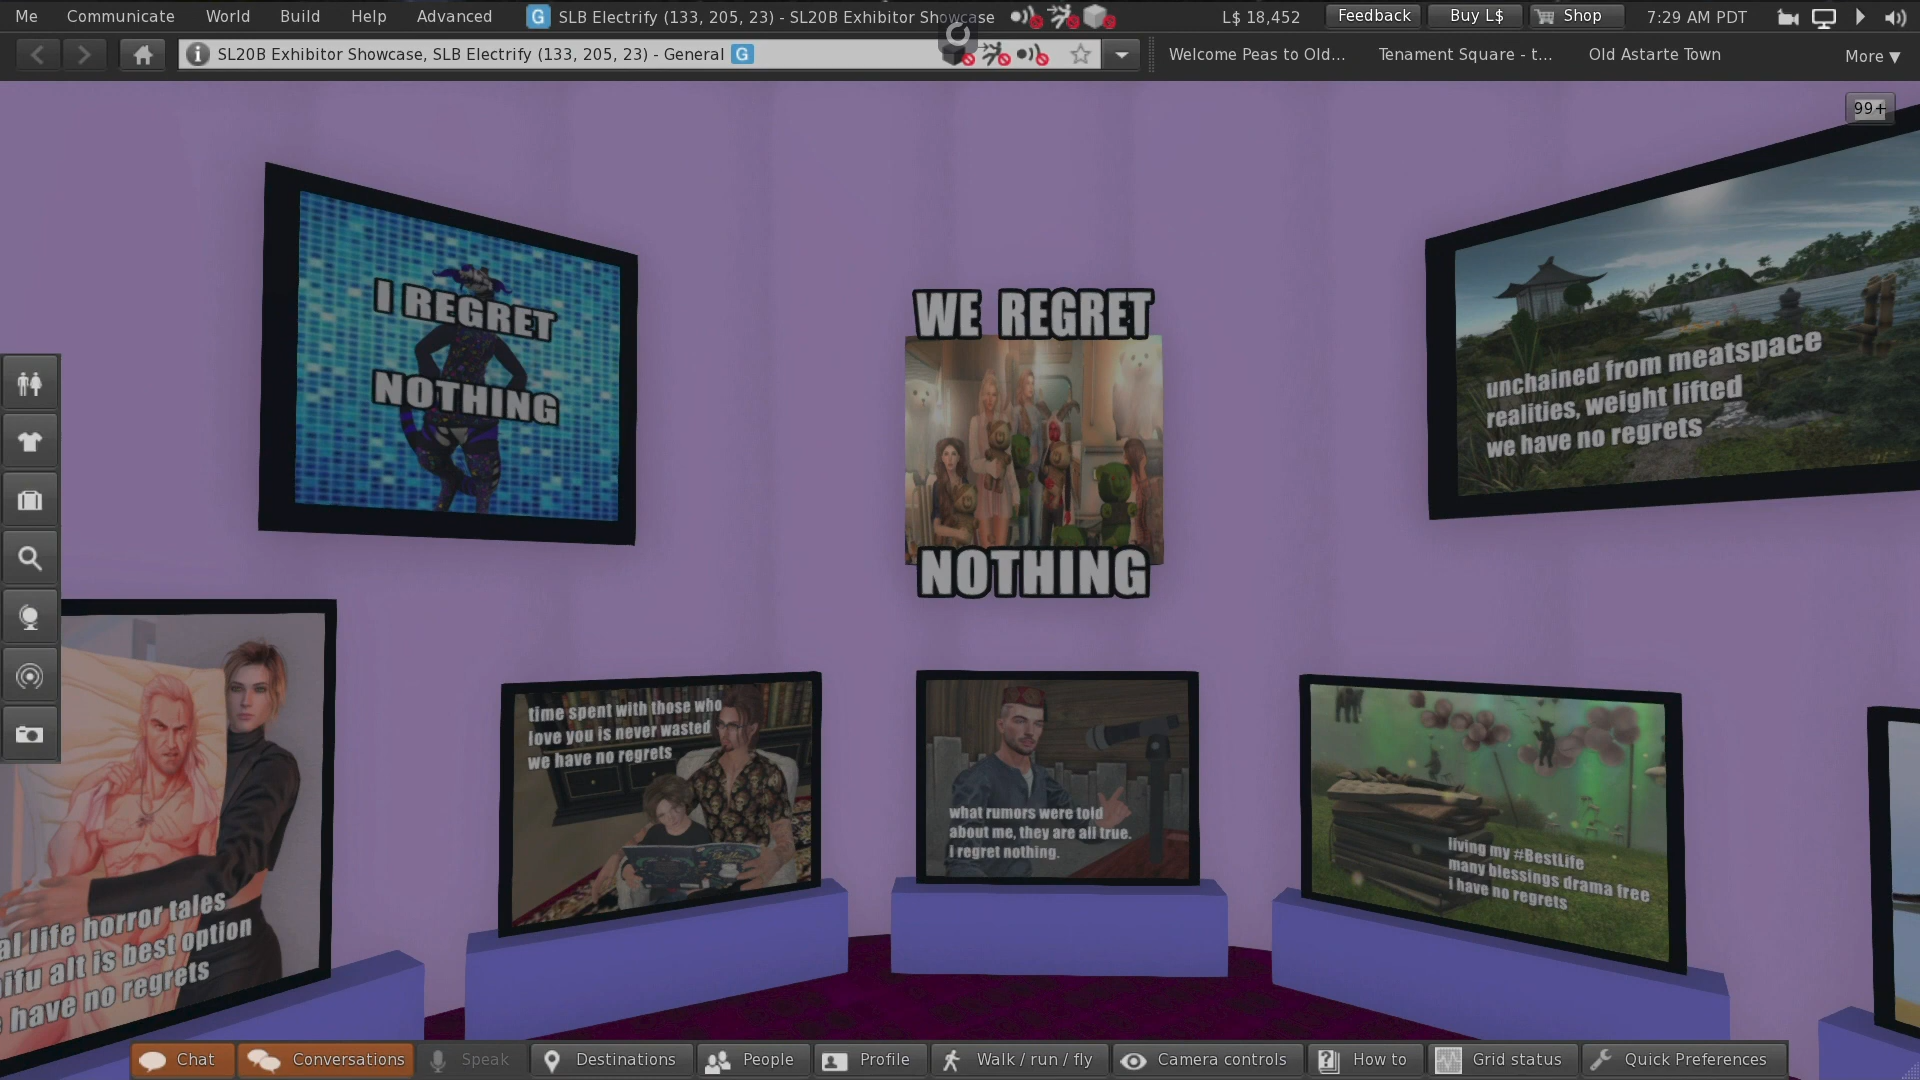 Me Communicate World Build Help Advanced
SLB Electrify (133, 205, 23) - SL20B Exhibitor Showcase
L$ 18,452
Feedback
Buy L$
Shop
7:29 AM PDT
SL20B Exhibitor Showcase, SLB Electrify (133, 205, 23) - General
Welcome Peas to Old...
Tenament Square - t...
Old Astarte Town
More ▼
99+
I REGRET
NOTHING
WE REGRET
NOTHING
unchained from meatspace
realities, weight lifted
we have no regrets
life horror tales
alt is best option
have no regrets
time spent with those who
love you is never wasted
we have no regrets
what rumors were told
about me, they are all true.
I regret nothing.
living my #BestLife
many blessings drama free
I have no regrets
Chat
Conversations
Speak
Destinations
People
Profile
Walk / run / fly
Camera controls
How to
Grid status
Quick Preferences